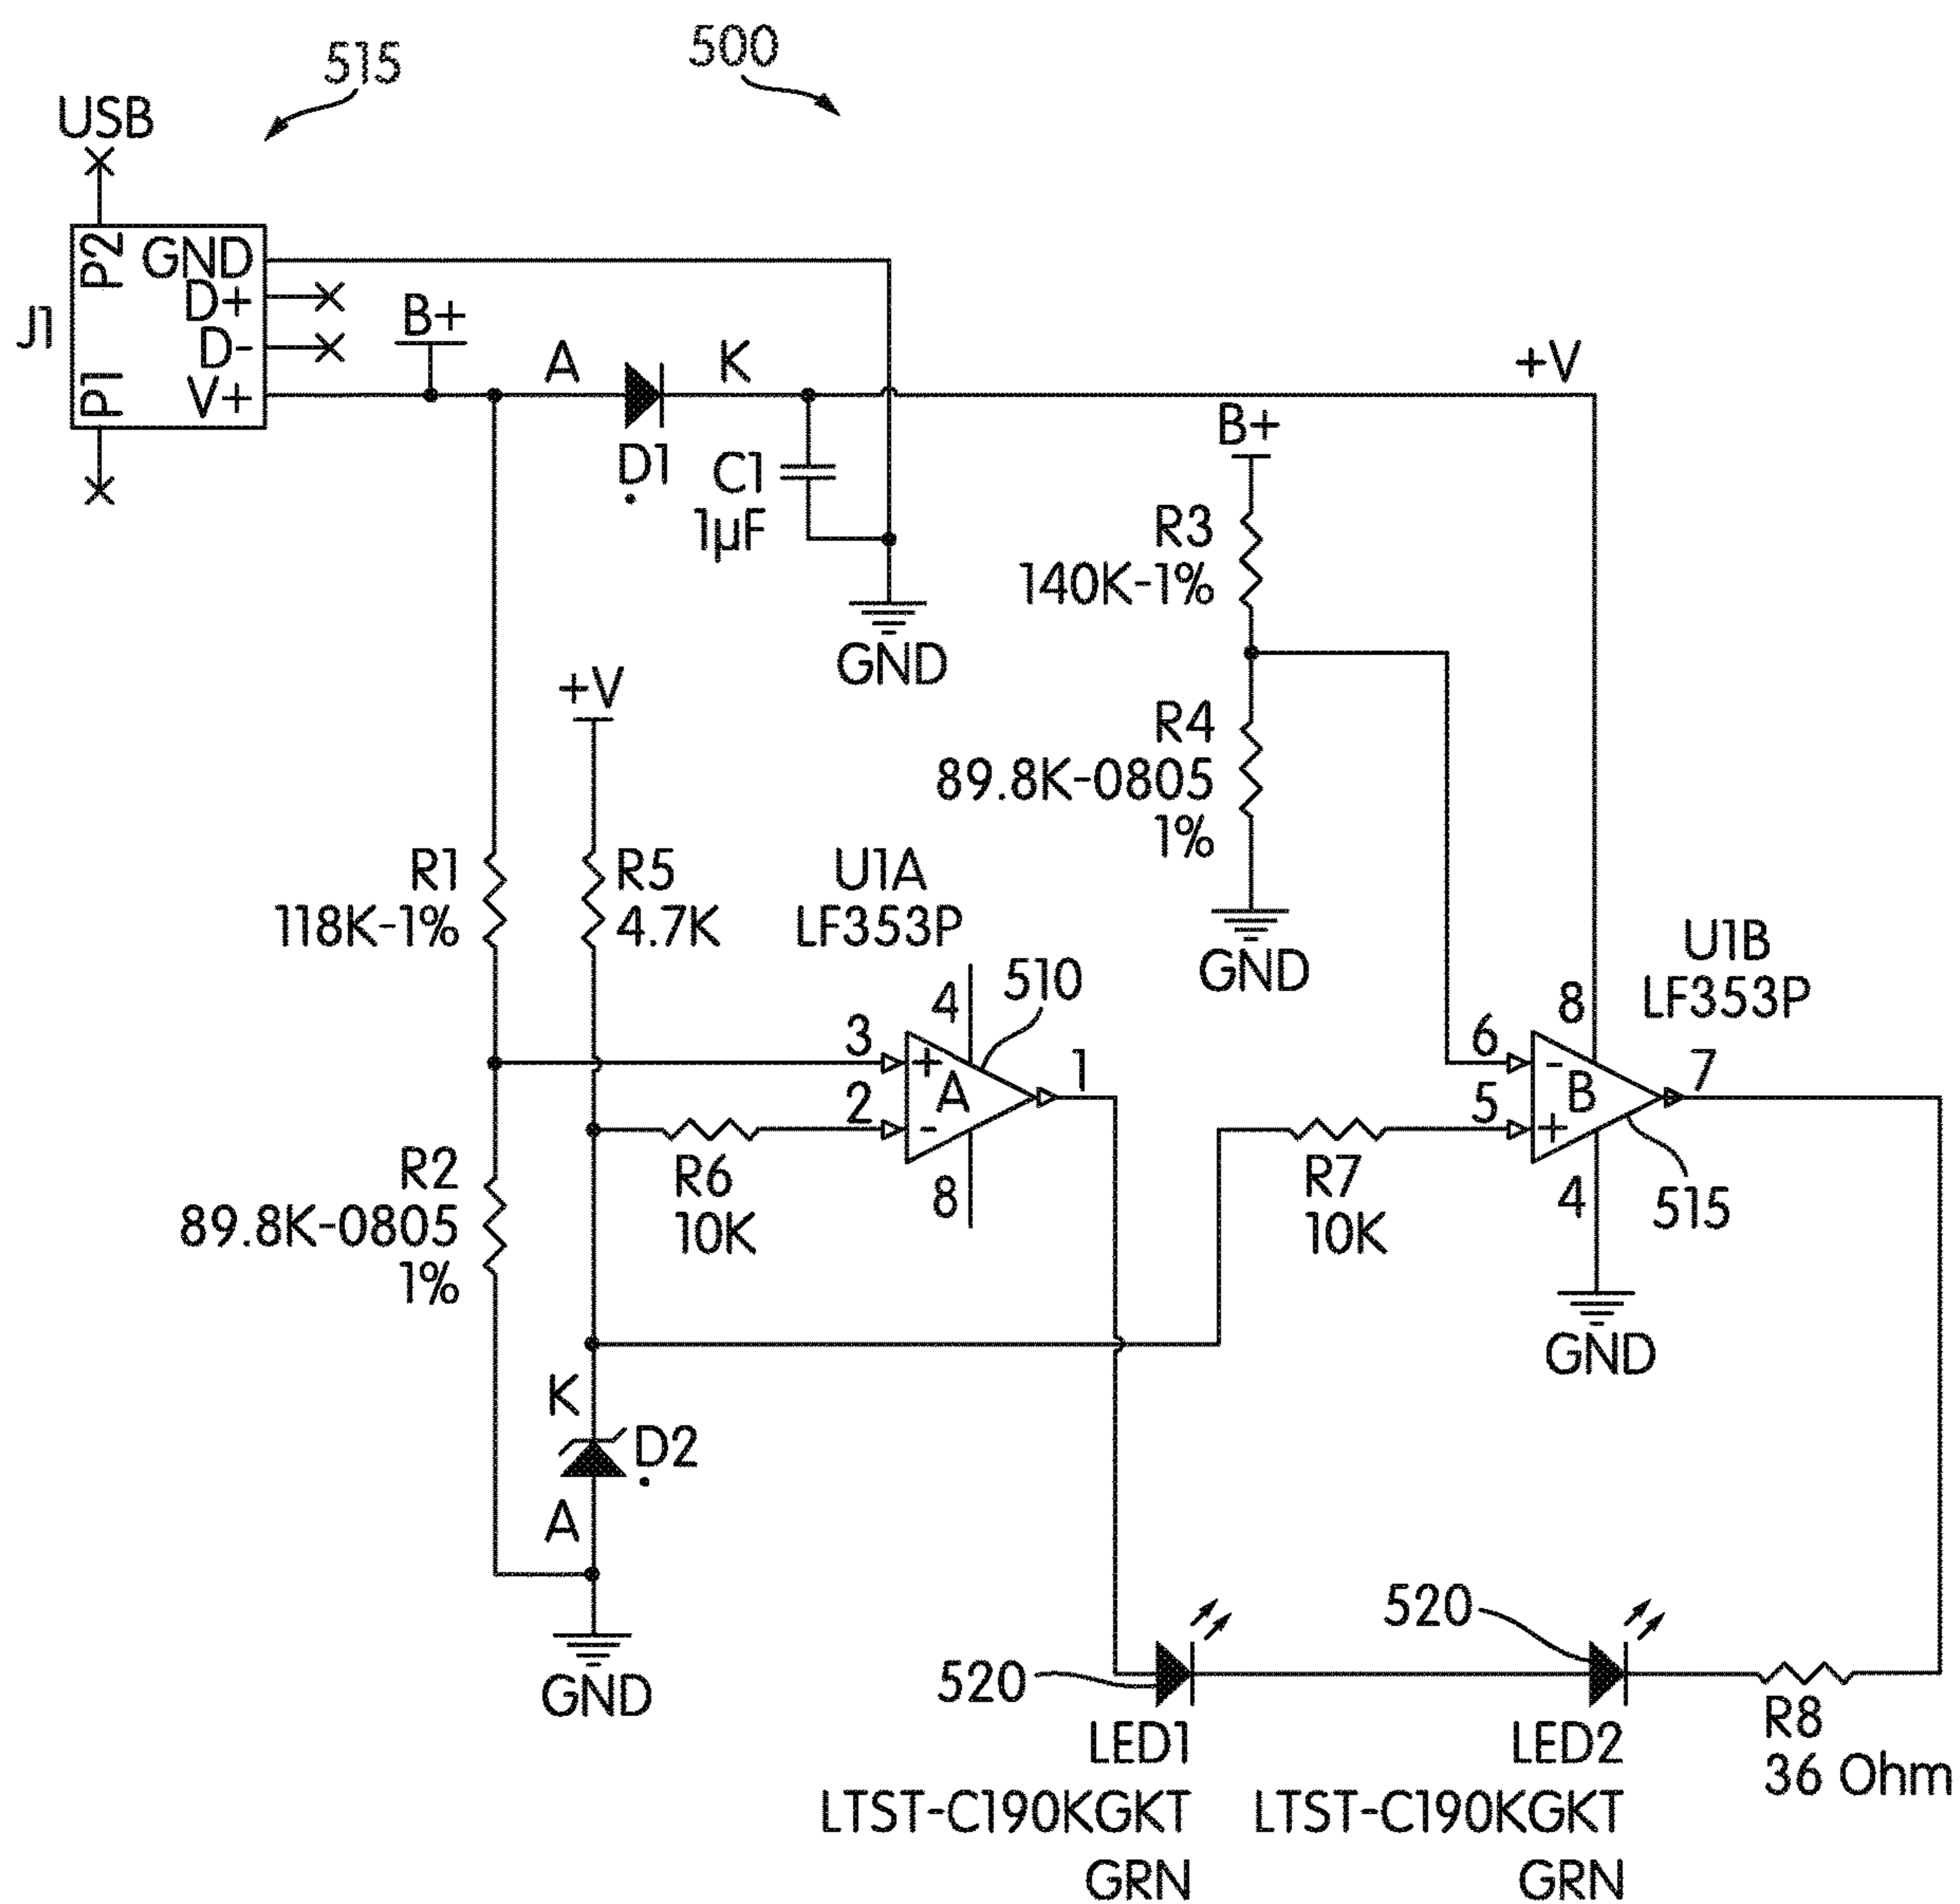 515
500
USB
P2
GND
D+
D-
V+
P1
J1
B+
A
K
D1
C1
1µF
GND
+V
B+
R3
140K-1%
R4
89.8K-0805
1%
GND
+V
R1
118K-1%
R5
4.7K
U1A
LF353P
510
4
3
+
A
2
-
8
1
R6
10K
R2
89.8K-0805
1%
U1B
LF353P
8
6
-
B
5
+
4
7
515
R7
10K
GND
K
D2
A
GND
520
LED1
LTST-C190KGKT
GRN
520
LED2
LTST-C190KGKT
GRN
R8
36 Ohm